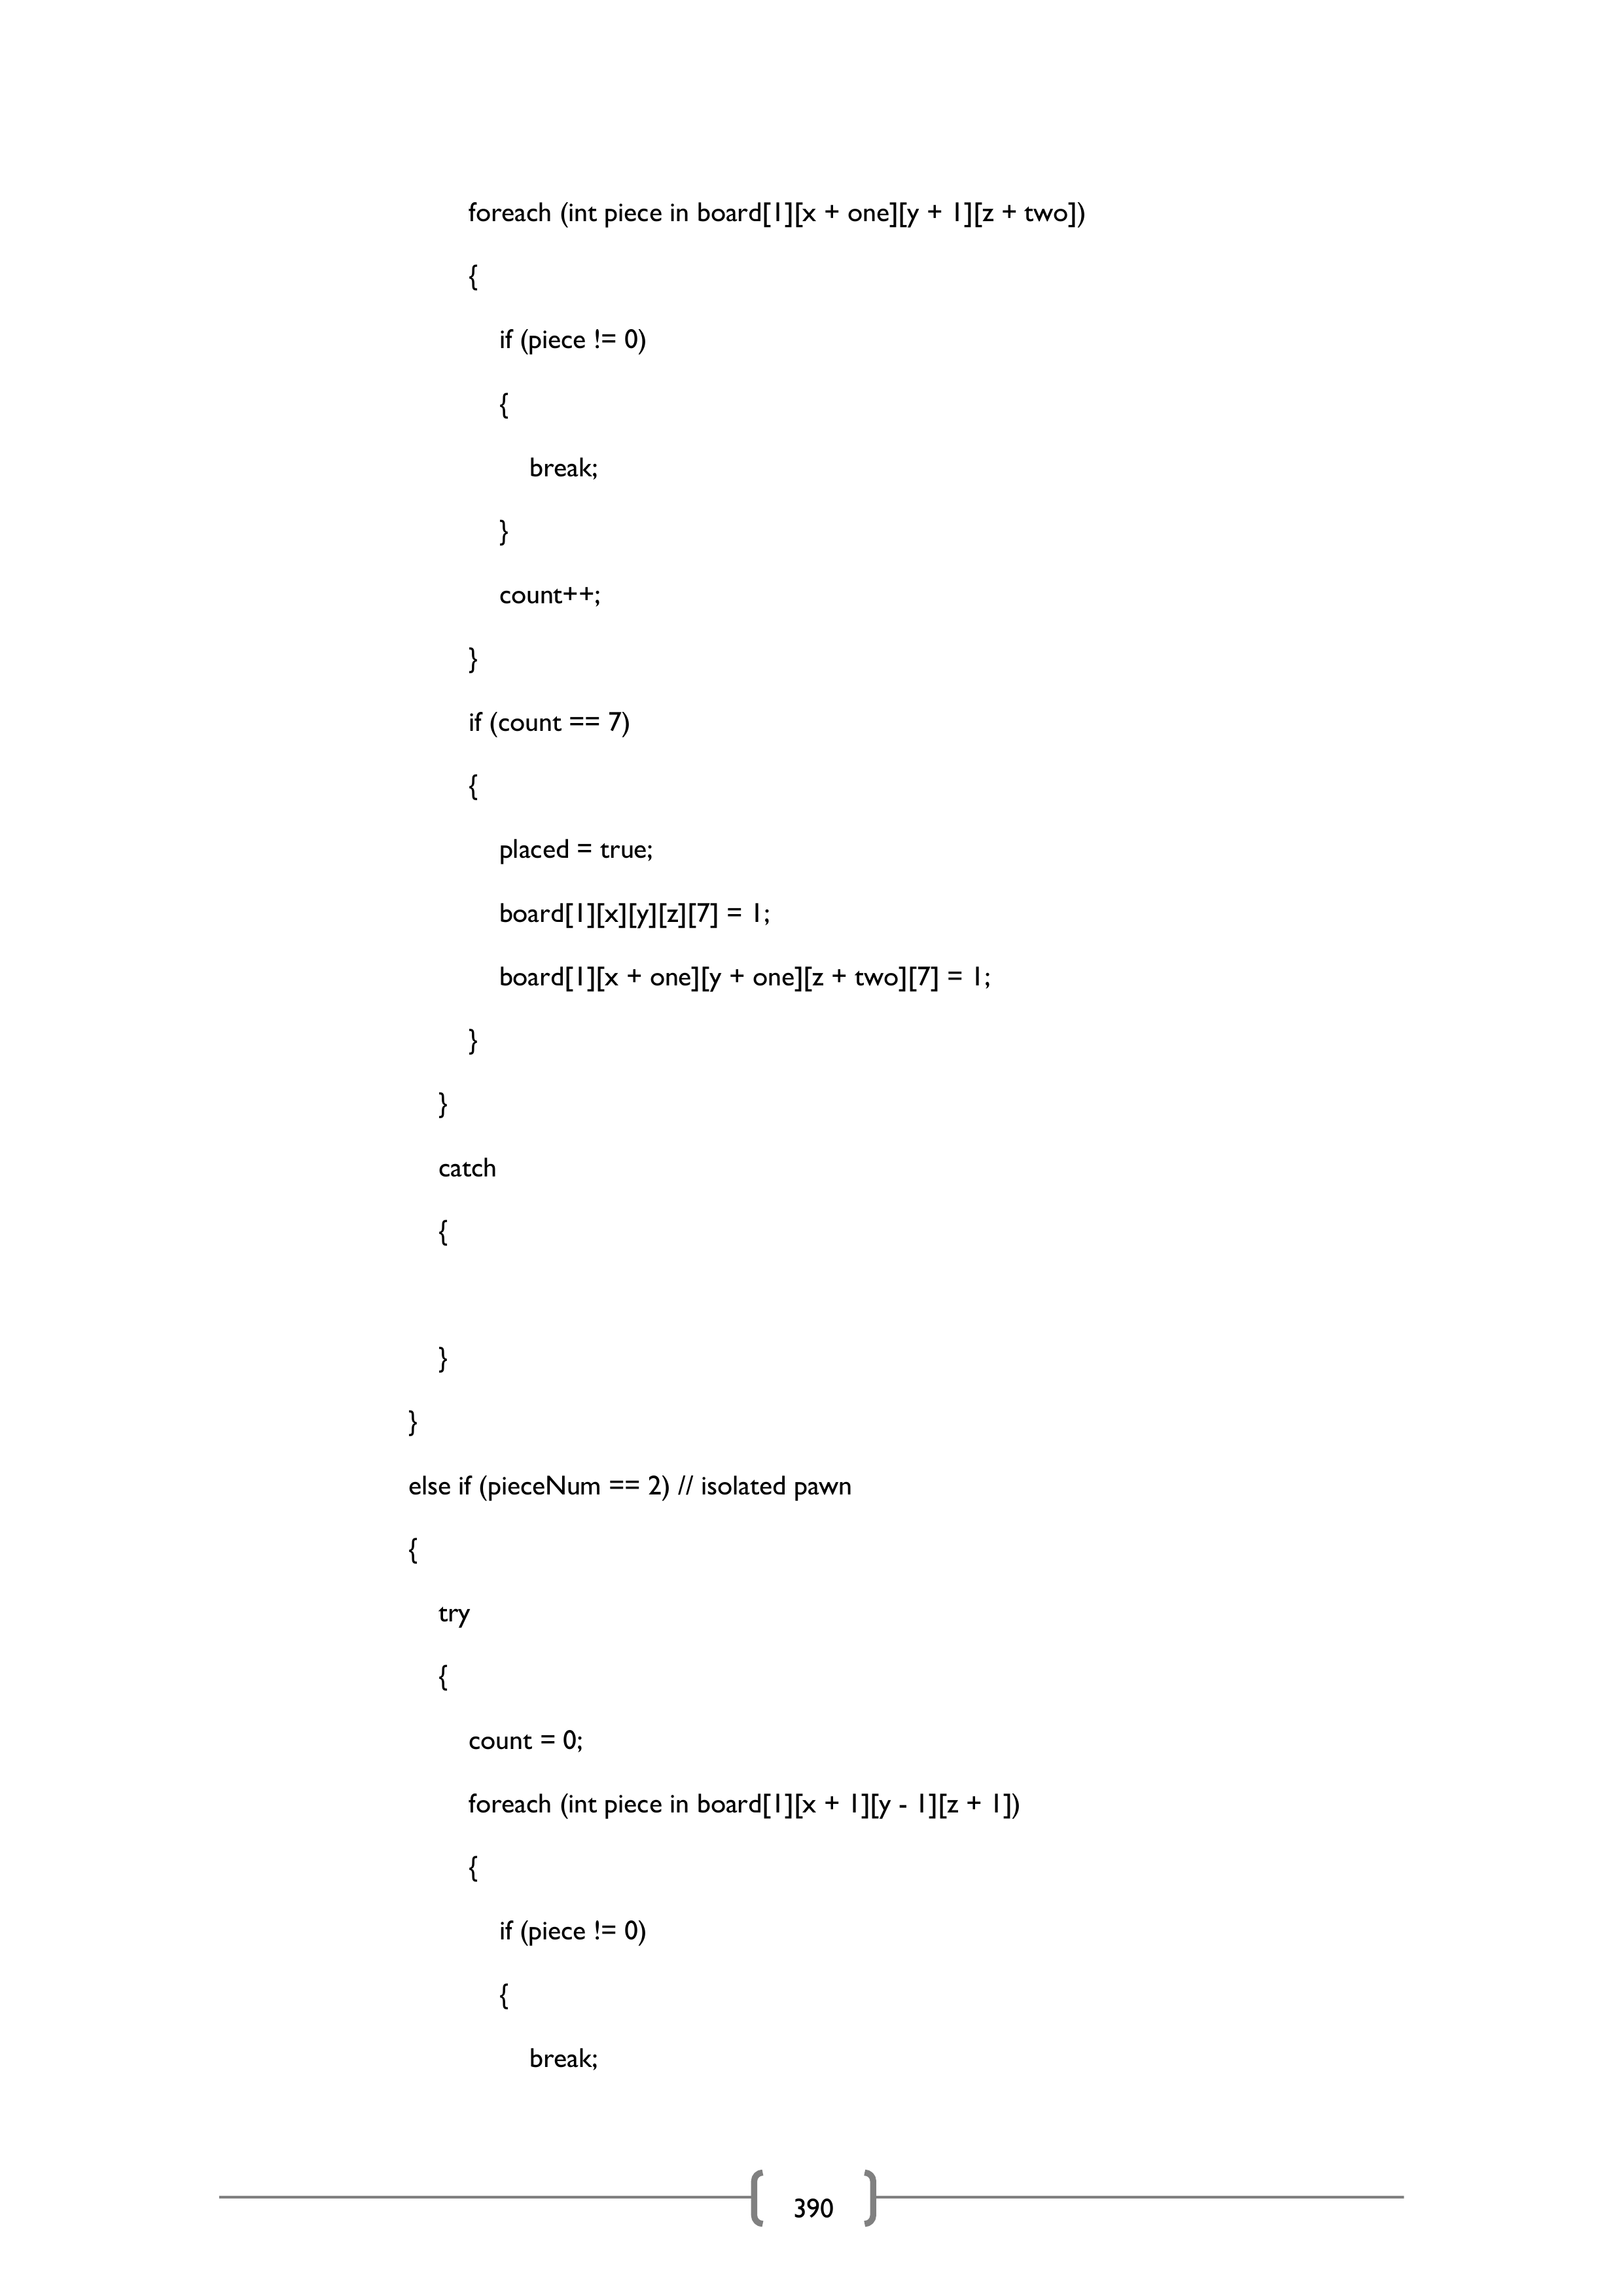 foreach (int piece in board[1][x + one][y + 1][z + two])
{
if (piece != 0)
{
break;
}
count++;
}
if (count == 7)
{
placed = true;
board[1][x][y][z][7] = 1;
board[1][x + one][y + one][z + two][7] = 1;
}
}
catch
{
}
}
else if (pieceNum == 2) // isolated pawn
{
try
{
count = 0;
foreach (int piece in board[1][x + 1][y - 1][z + 1])
{
if (piece != 0)
{
break;
390